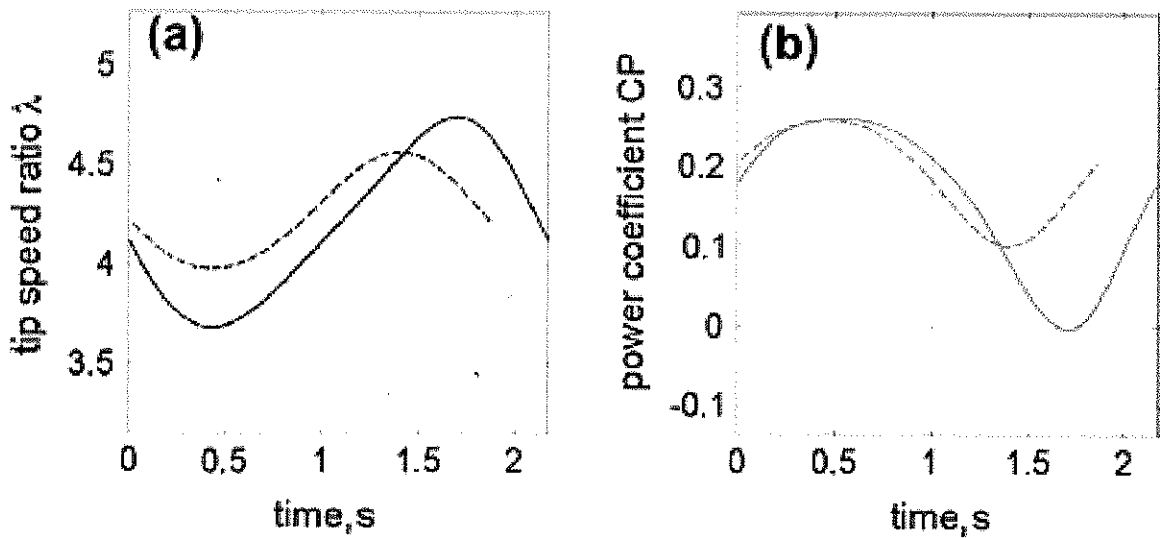 (a)
tip speed ratio λ
5
4.5
4
3.5
0 0.5 1 1.5 2
time,s
(b)
power coefficient CP
0.3
0.2
0.1
0
-0.1
0 0.5 1 1.5 2
time,s